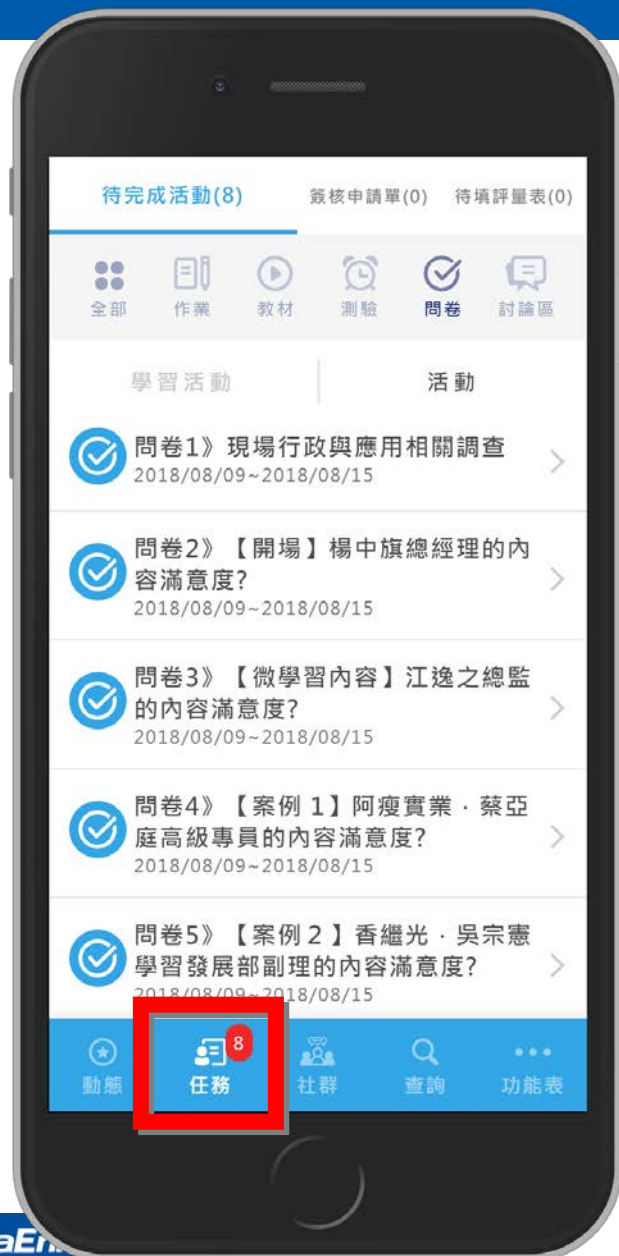 待完成活動(8) 簽核申請單(0) 待填評量表(0)
全部 作業 教材 測驗 問卷 討論區
學習活動 活動
問卷1》現場行政與應用相關調查
2018/08/09~2018/08/15
問卷2》【開場】楊中旗總經理的內
容滿意度?
2018/08/09~2018/08/15
問卷3》【微學習內容】江逸之總監
的內容滿意度?
2018/08/09~2018/08/15
問卷4》【案例 1】阿瘦實業．蔡亞
庭高級專員的內容滿意度?
2018/08/09~2018/08/15
問卷5》【案例 2 】香繼光．吳宗憲
學習發展部副理的內容滿意度?
2018/08/09~2018/08/15
8
動態 任務 社群 查詢 功能表